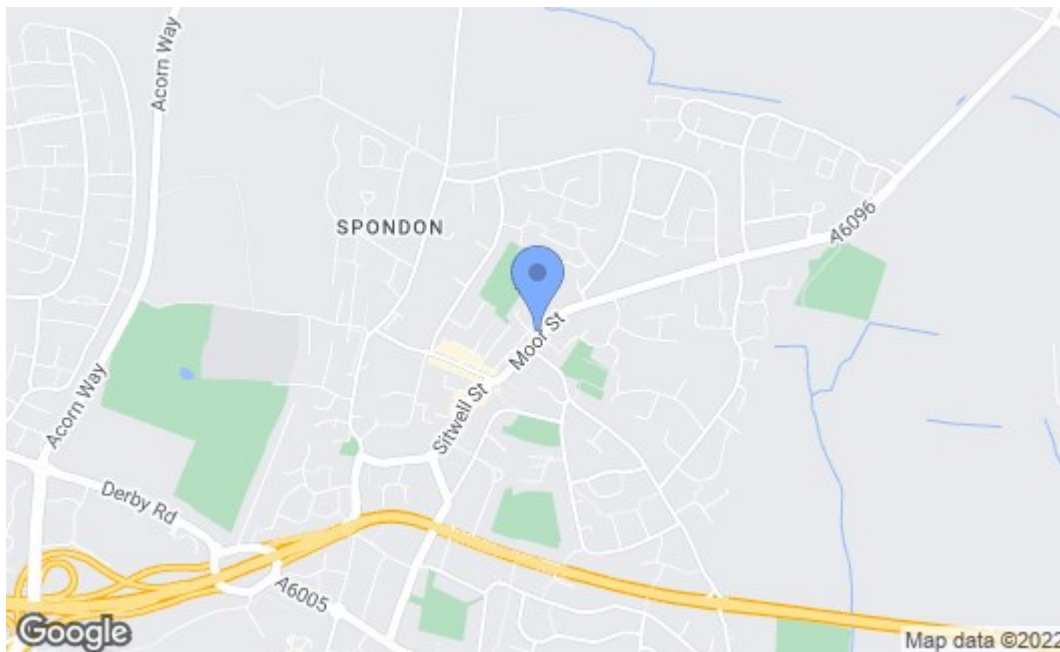 Acorn Way
SPONDON
A6096
Moor St
Sitwell St
Acorn Way
Derby Rd
A6005
Google
Map data ©2022